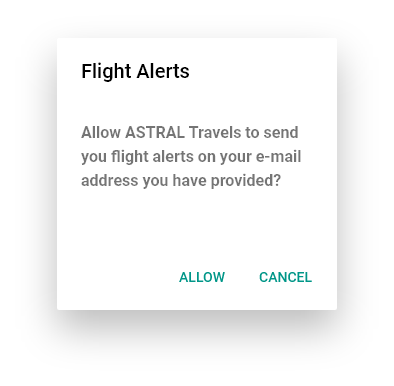 Flight Alerts
Allow ASTRAL Travels to send
you flight alerts on your e-mail
address you have provided?
ALLOW CANCEL